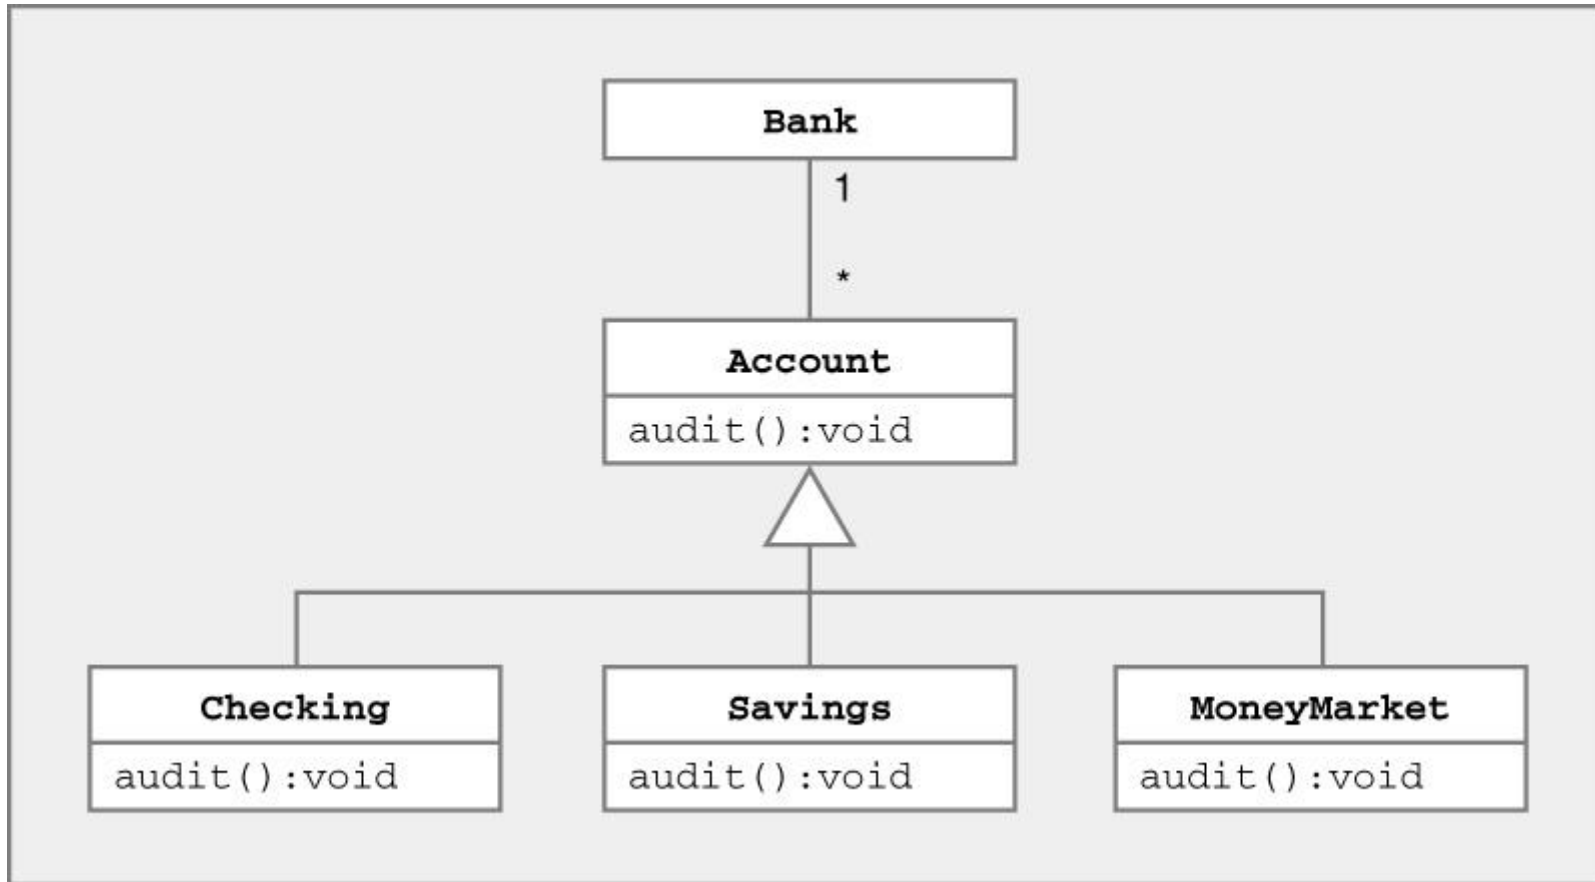 Bank
1
*
Account
audit():void
Checking
audit():void
Savings
audit():void
MoneyMarket
audit():void